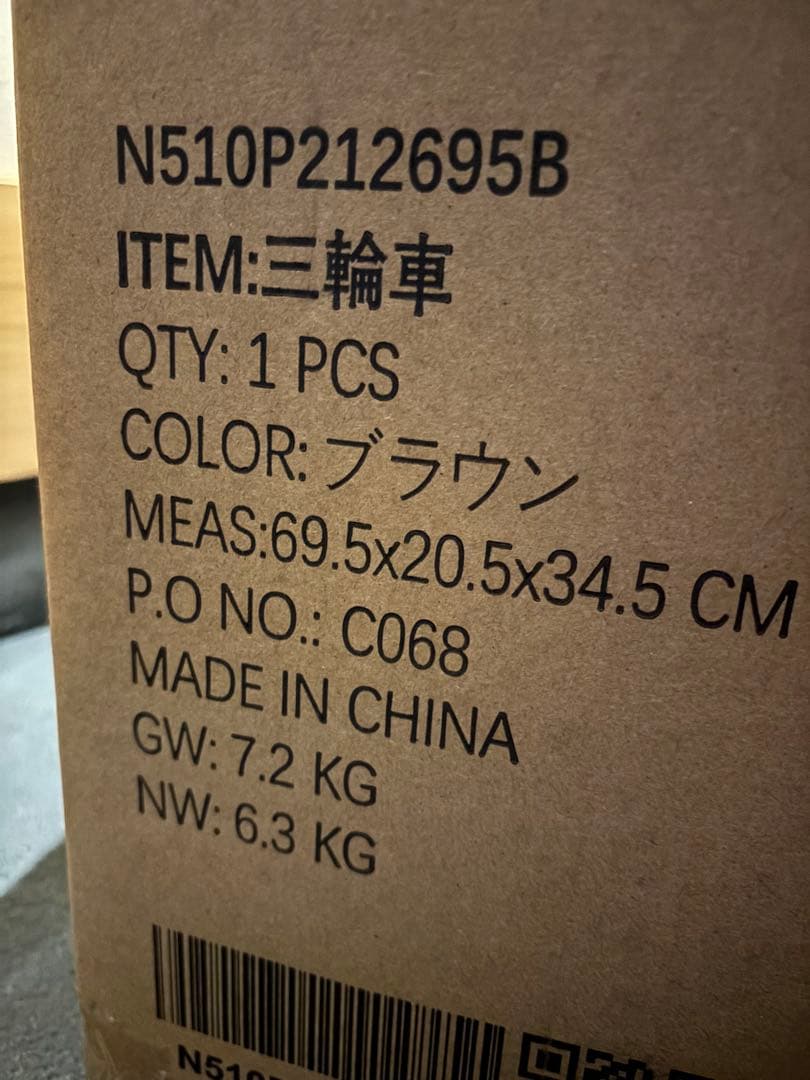 N510P212695B
ITEM:三輪車
QTY: 1 PCS
COLOR: ブラウン
MEAS:69.5x20.5x34.5 CM
P.O NO.: C068
MADE IN CHINA
GW: 7.2 KG
NW: 6.3 KG